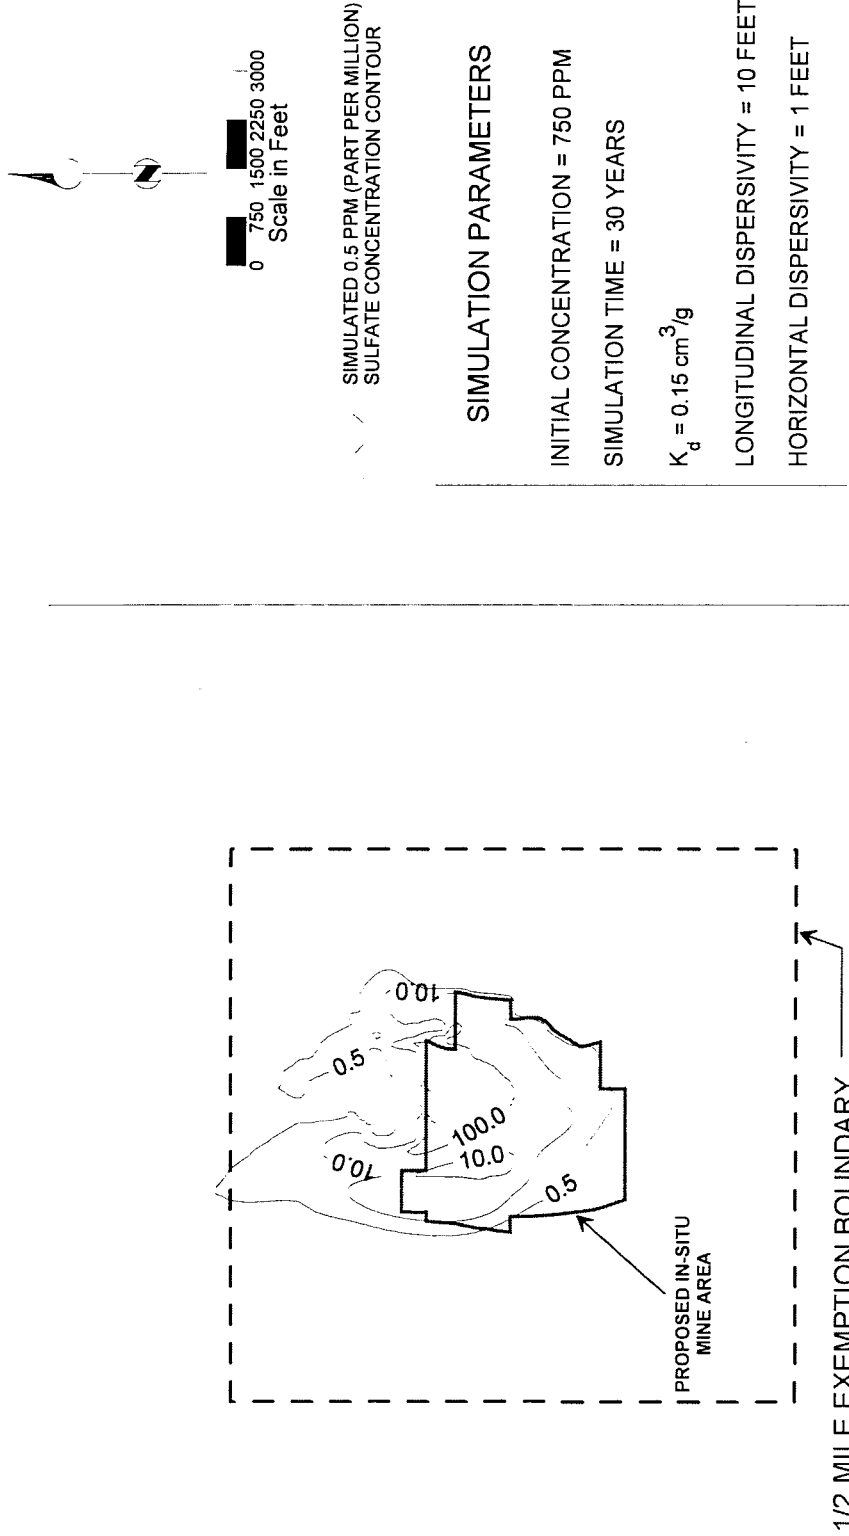 0 750 1500 2250 3000
Scale in Feet
SIMULATED 0.5 PPM (PART PER MILLION)
SULFATE CONCENTRATION CONTOUR
SIMULATION PARAMETERS
INITIAL CONCENTRATION = 750 PPM
SIMULATION TIME = 30 YEARS
K_d = 0.15 cm³/g
LONGITUDINAL DISPERSIVITY = 10 FEET
HORIZONTAL DISPERSIVITY = 1 FEET
N
10.0
0.5
10.0
100.0
10.0
0.5
PROPOSED IN-SITU
MINE AREA
1/2 MILE EXEMPTION BOUNDARY